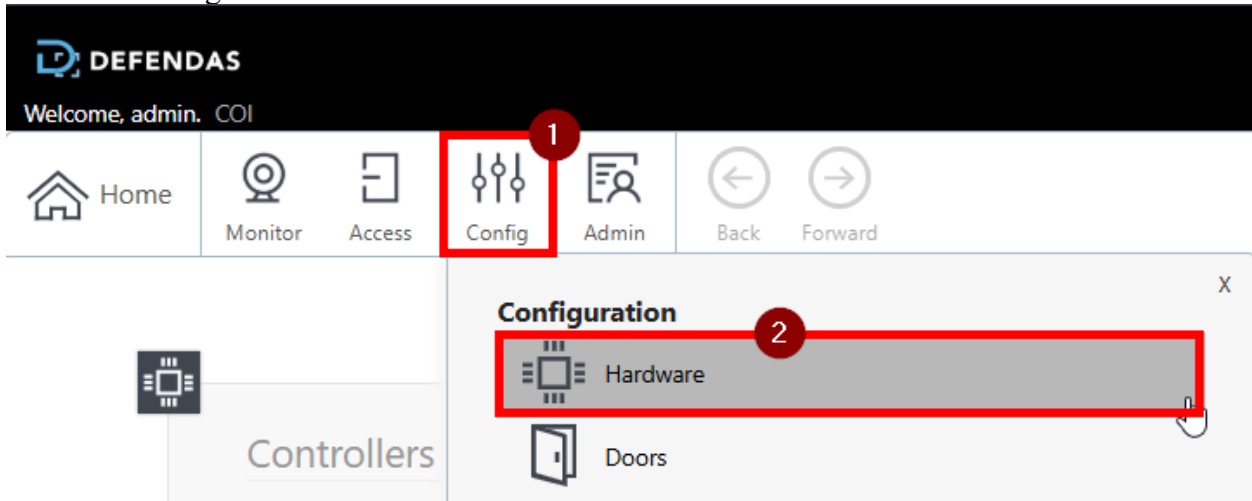 DEFENDAS
Welcome, admin. COI
1
Home
Monitor Access Config Admin Back Forward
X
Configuration
2
Hardware
Controllers
Doors